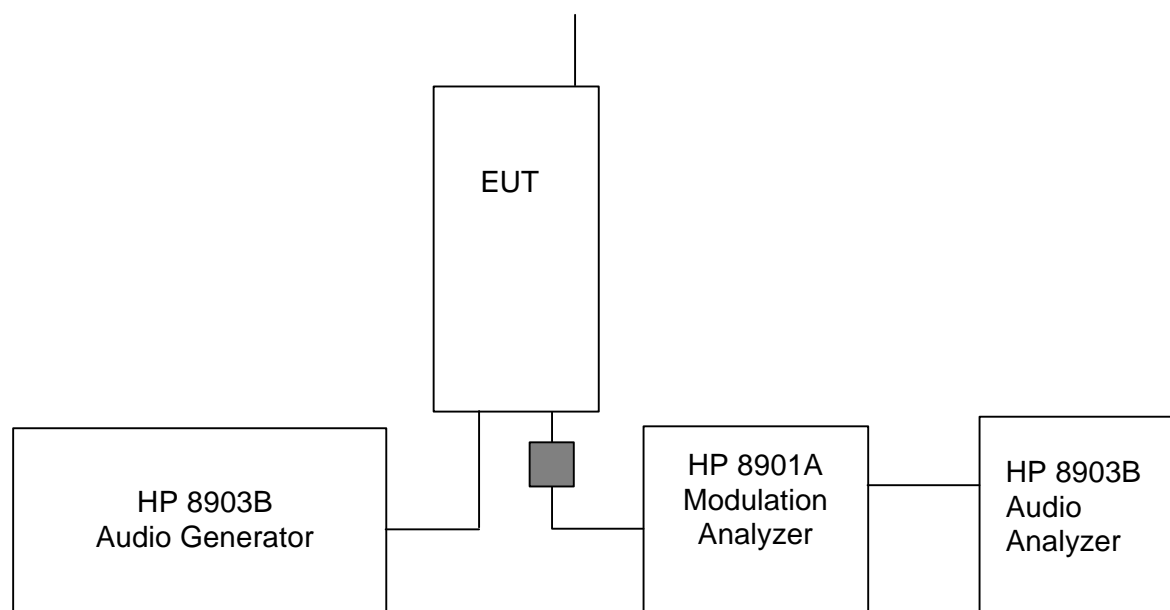 EUT
HP 8903B
Audio Generator
HP 8901A
Modulation
Analyzer
HP 8903B
Audio
Analyzer